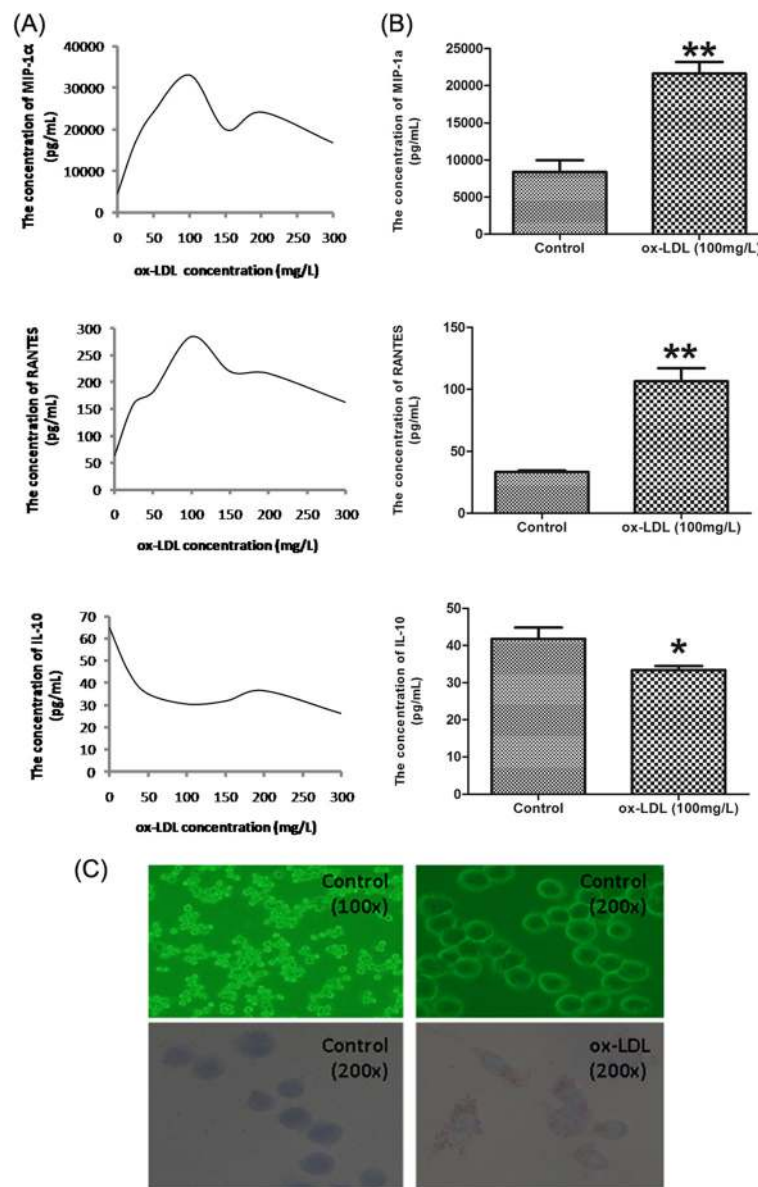 (A)
The concentration of MIP-1α
(pg/mL)
40000
30000
20000
10000
0
0 50 100 150 200 250 300
ox-LDL concentration (mg/L)
(B)
The concentration of MIP-1a
(pg/mL)
25000
20000
15000
10000
5000
0
**
Control
ox-LDL (100mg/L)
The concentration of RANTES
(pg/mL)
300
250
200
150
100
50
0
0 50 100 150 200 250 300
ox-LDL concentration (mg/L)
The concentration of RANTES
(pg/mL)
150
100
50
0
**
Control
ox-LDL (100mg/L)
The concentration of IL-10
(pg/mL)
70
60
50
40
30
20
10
0
0 50 100 150 200 250 300
ox-LDL concentration (mg/L)
The concentration of IL-10
(pg/mL)
50
40
30
20
10
0
*
Control
ox-LDL (100mg/L)
(C)
Control
(100x)
Control
(200x)
Control
(200x)
ox-LDL
(200x)